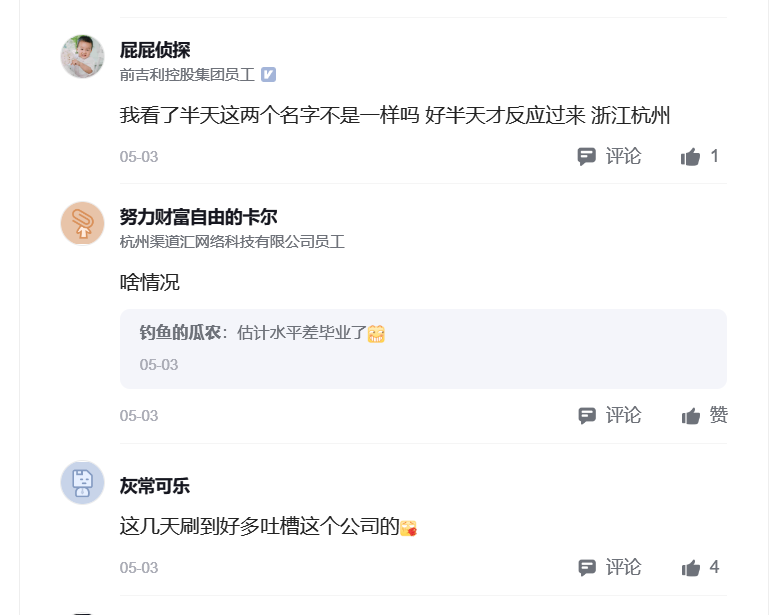 屁屁侦探
前吉利控股集团员工
我看了半天这两个名字不是一样吗 好半天才反应过来 浙江杭州
05-03 评论 1
努力财富自由的卡尔
杭州渠道汇网络科技有限公司员工
啥情况
钓鱼的瓜农：估计水平差毕业了
05-03
05-03 评论 赞
灰常可乐
这几天刷到好多吐槽这个公司的
05-03 评论 4